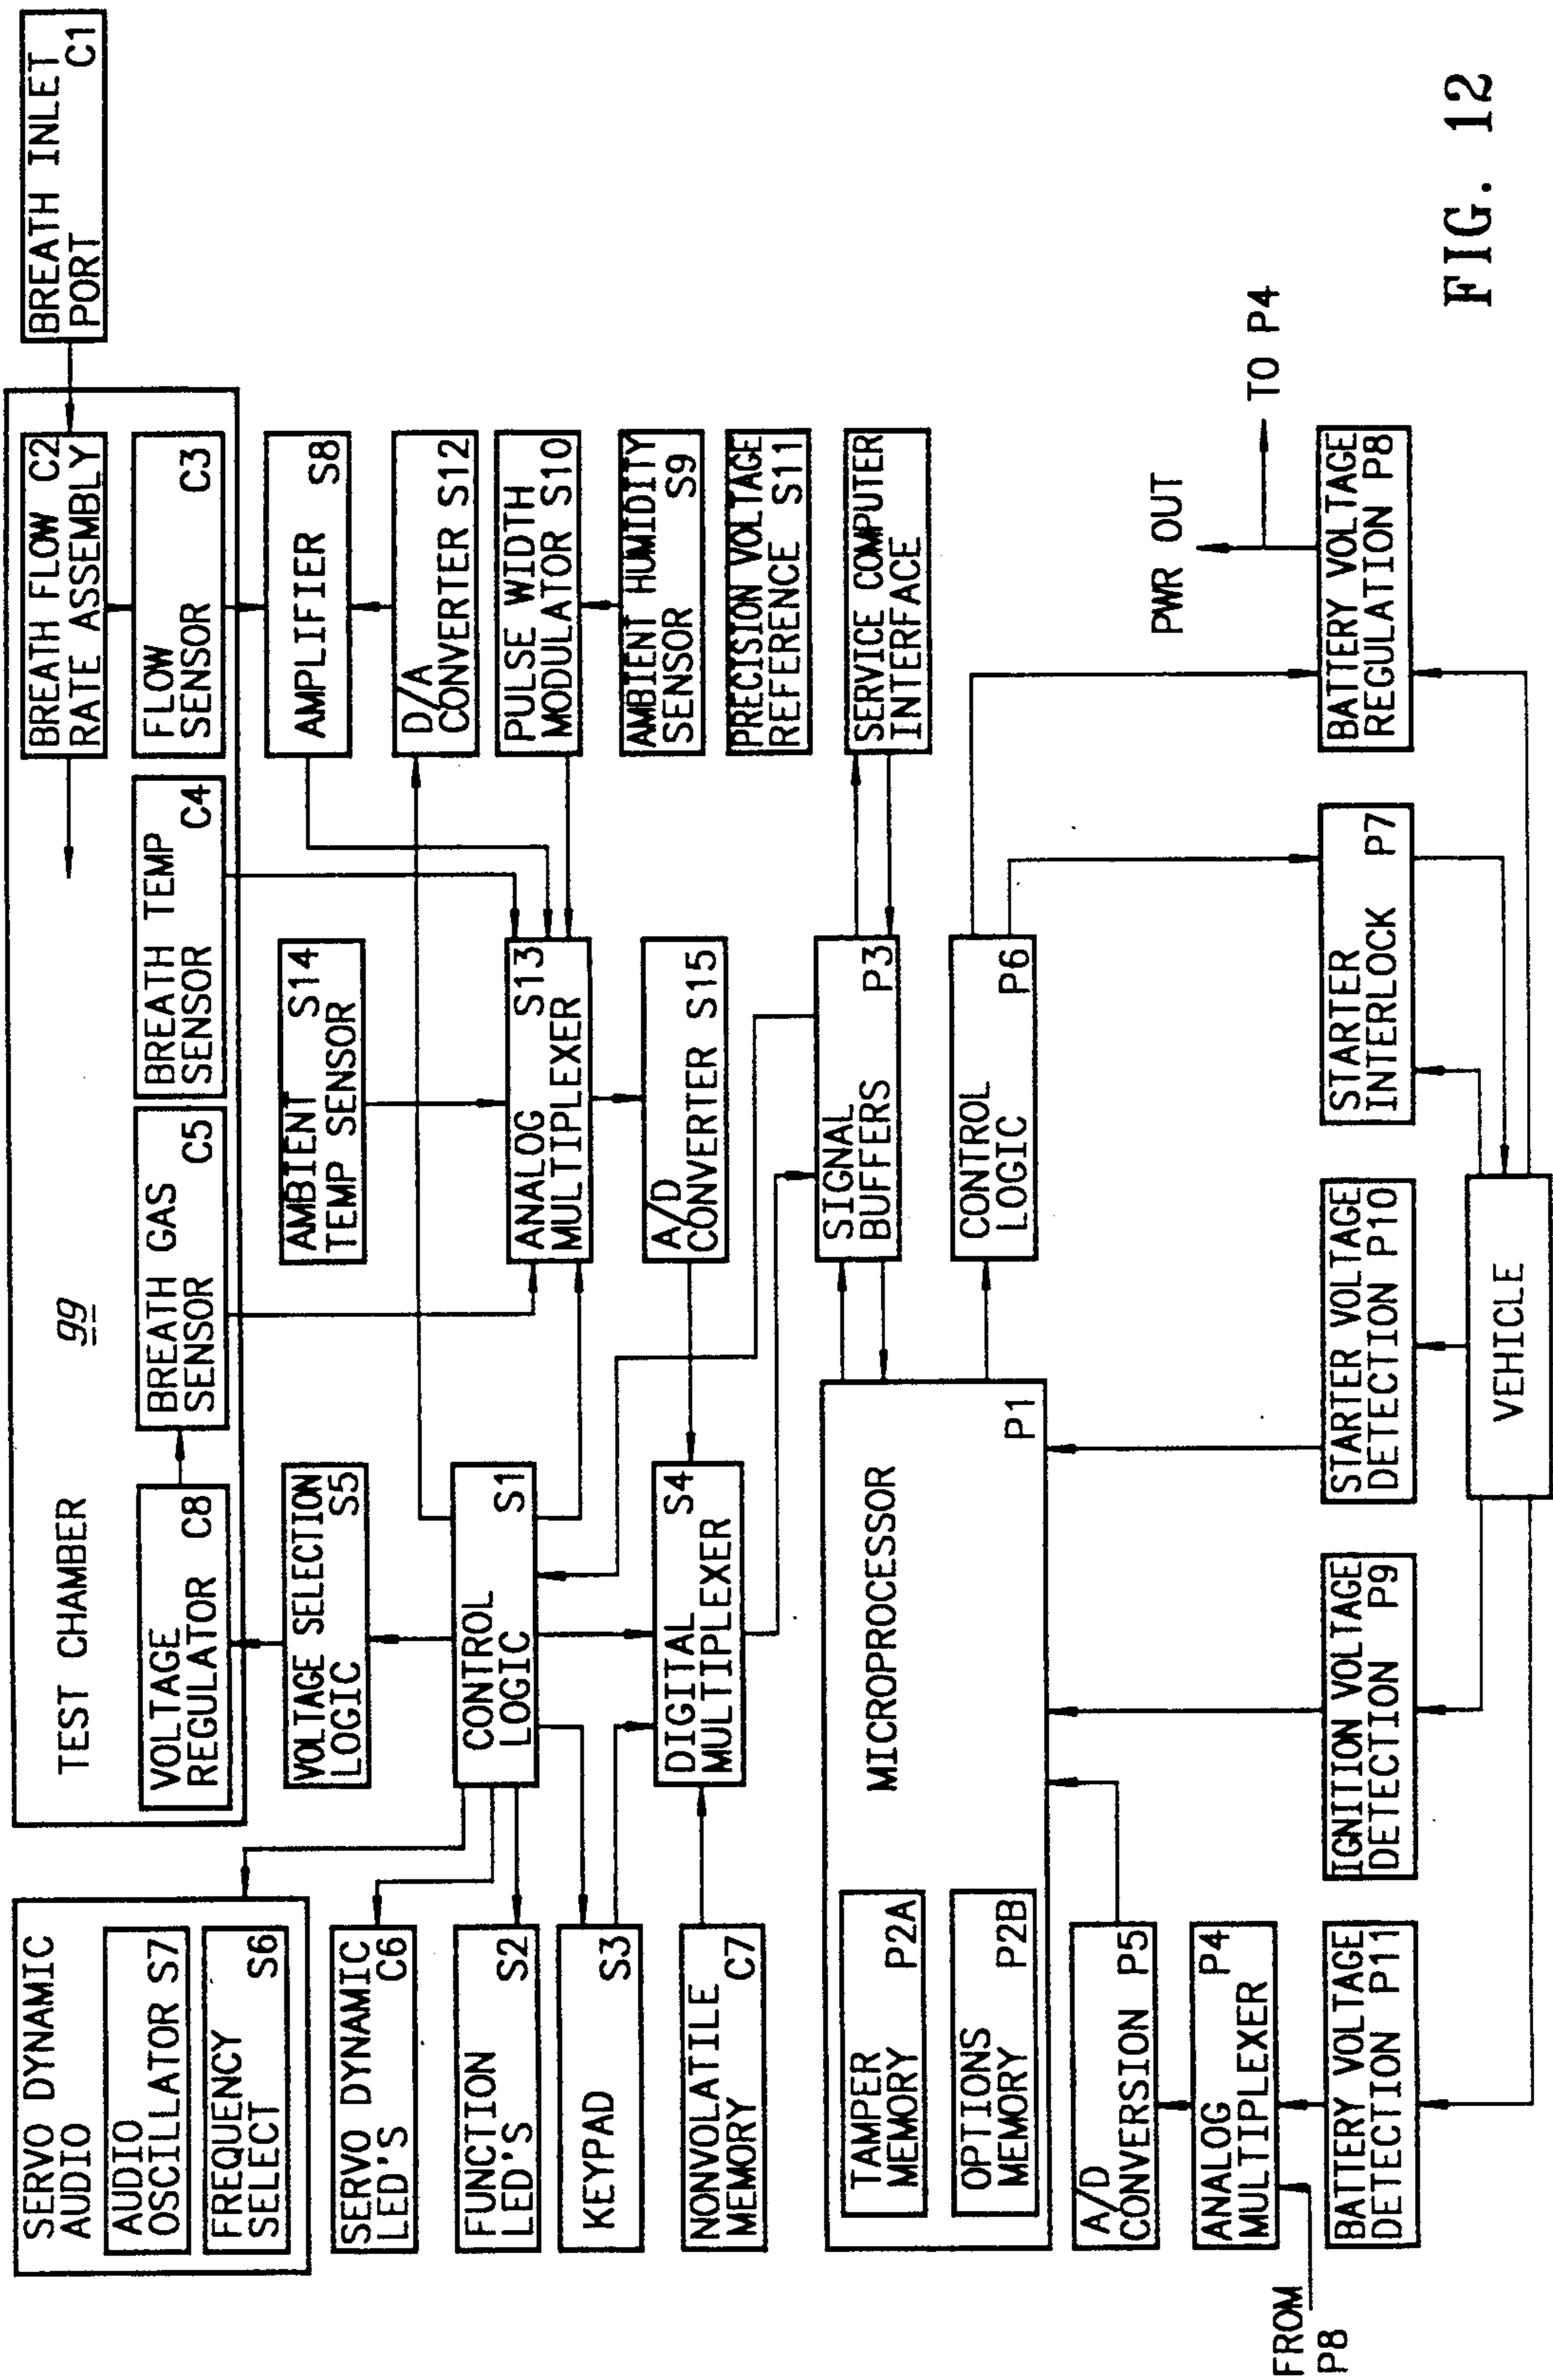 SERVO DYNAMIC
AUDIO
AUDIO
OSCILLATOR S7
FREQUENCY
SELECT S6
TEST CHAMBER
99
VOLTAGE
REGULATOR C8
BREATH GAS
SENSOR C5
BREATH TEMP
SENSOR C4
BREATH FLOW C2
RATE ASSEMBLY
FLOW
SENSOR C3
BREATH INLET
PORT C1
SERVO DYNAMIC
LED'S C6
FUNCTION
LED'S S2
KEYPAD S3
NONVOLATILE
MEMORY C7
VOLTAGE SELECTION
LOGIC S5
CONTROL
LOGIC S1
DIGITAL S4
MULTIPLEXER
AMBIENT S14
TEMP SENSOR
ANALOG S13
MULTIPLEXER
A/D
CONVERTER S15
AMPLIFIER S8
D/A
CONVERTER S12
PULSE WIDTH
MODULATOR S10
AMBIENT HUMIDITY
SENSOR S9
PRECISION VOLTAGE
REFERENCE S11
SERVICE COMPUTER
INTERFACE
SIGNAL
BUFFERS P3
CONTROL
LOGIC P6
MICROPROCESSOR
P1
TAMPER
MEMORY P2A
OPTIONS
MEMORY P2B
A/D
CONVERSION P5
ANALOG P4
MULTIPLEXER
FROM
P8
BATTERY VOLTAGE
DETECTION P11
IGNITION VOLTAGE
DETECTION P9
STARTER VOLTAGE
DETECTION P10
STARTER
INTERLOCK P7
BATTERY VOLTAGE
REGULATION P8
PWR OUT
TO P4
VEHICLE
FIG. 12